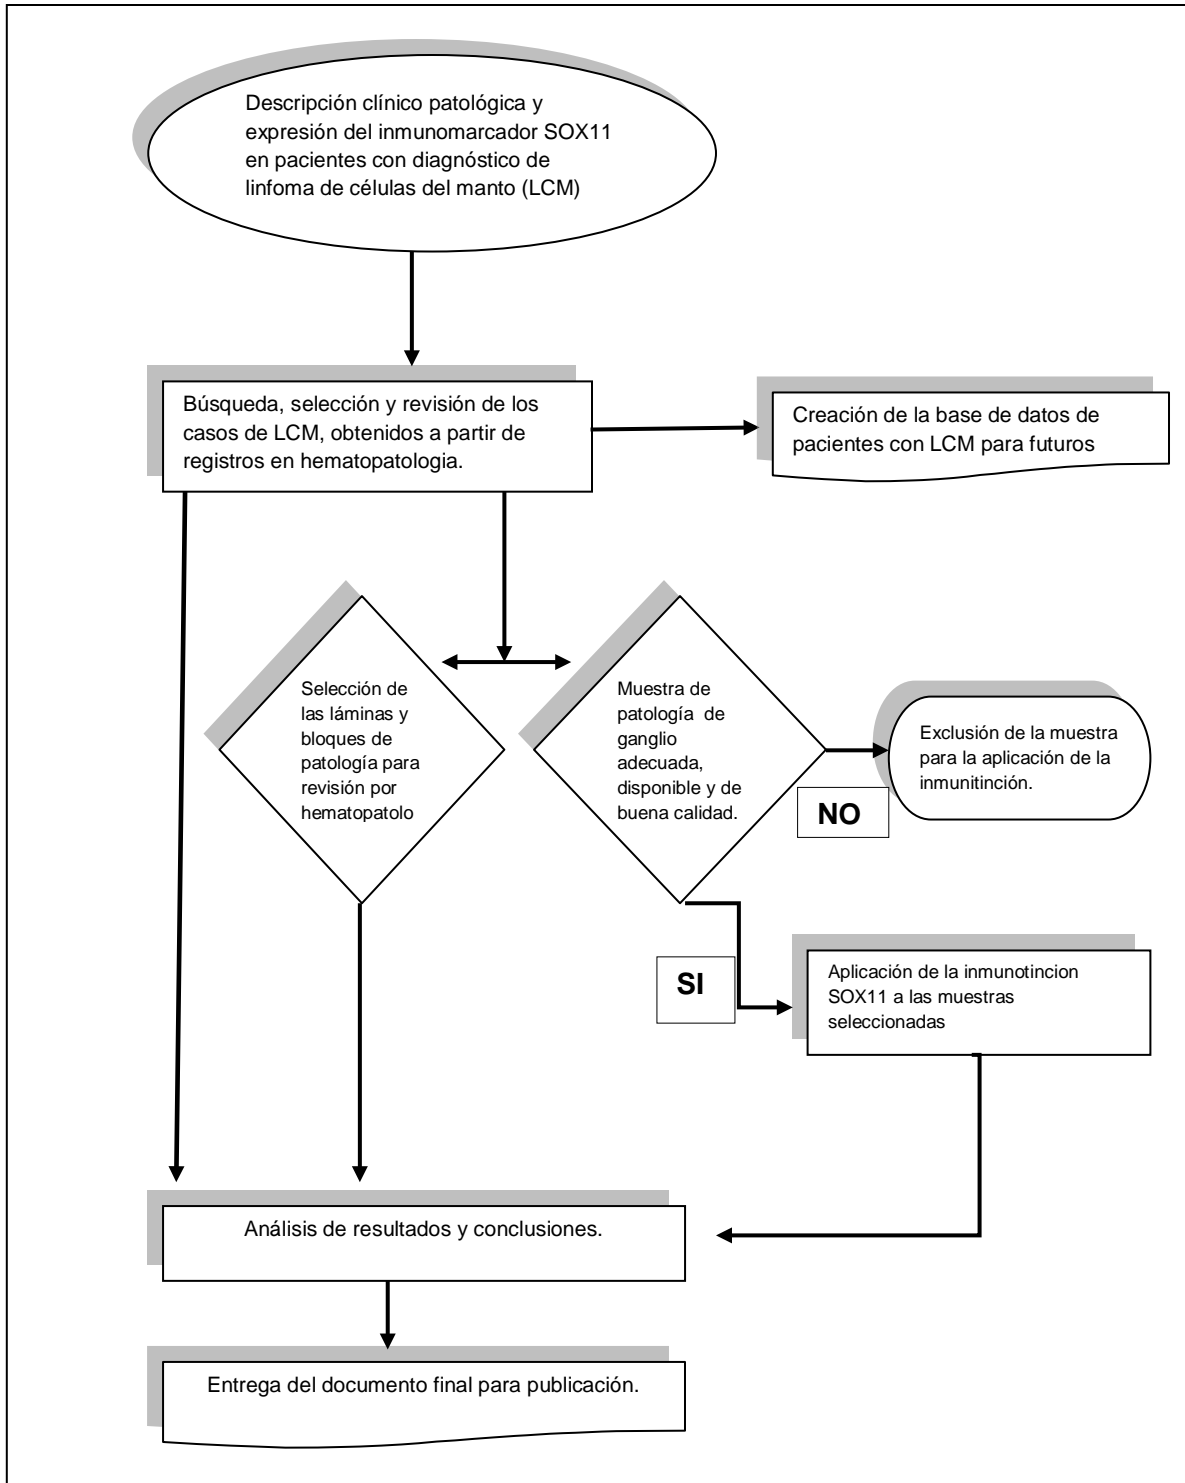 Descripción clínico patológica y
expresión del inmunomarcador SOX11
en pacientes con diagnóstico de
linfoma de células del manto (LCM)
Búsqueda, selección y revisión de los
casos de LCM, obtenidos a partir de
registros en hematopatologia.
Creación de la base de datos de
pacientes con LCM para futuros
Selección de
las láminas y
bloques de
patología para
revisión por
hematopatolo
Muestra de
patología de
ganglio
adecuada,
disponible y de
buena calidad.
Exclusión de la muestra
para la aplicación de la
inmunitinción.
NO
SI
Aplicación de la inmunotincion
SOX11 a las muestras
seleccionadas
Análisis de resultados y conclusiones.
Entrega del documento final para publicación.